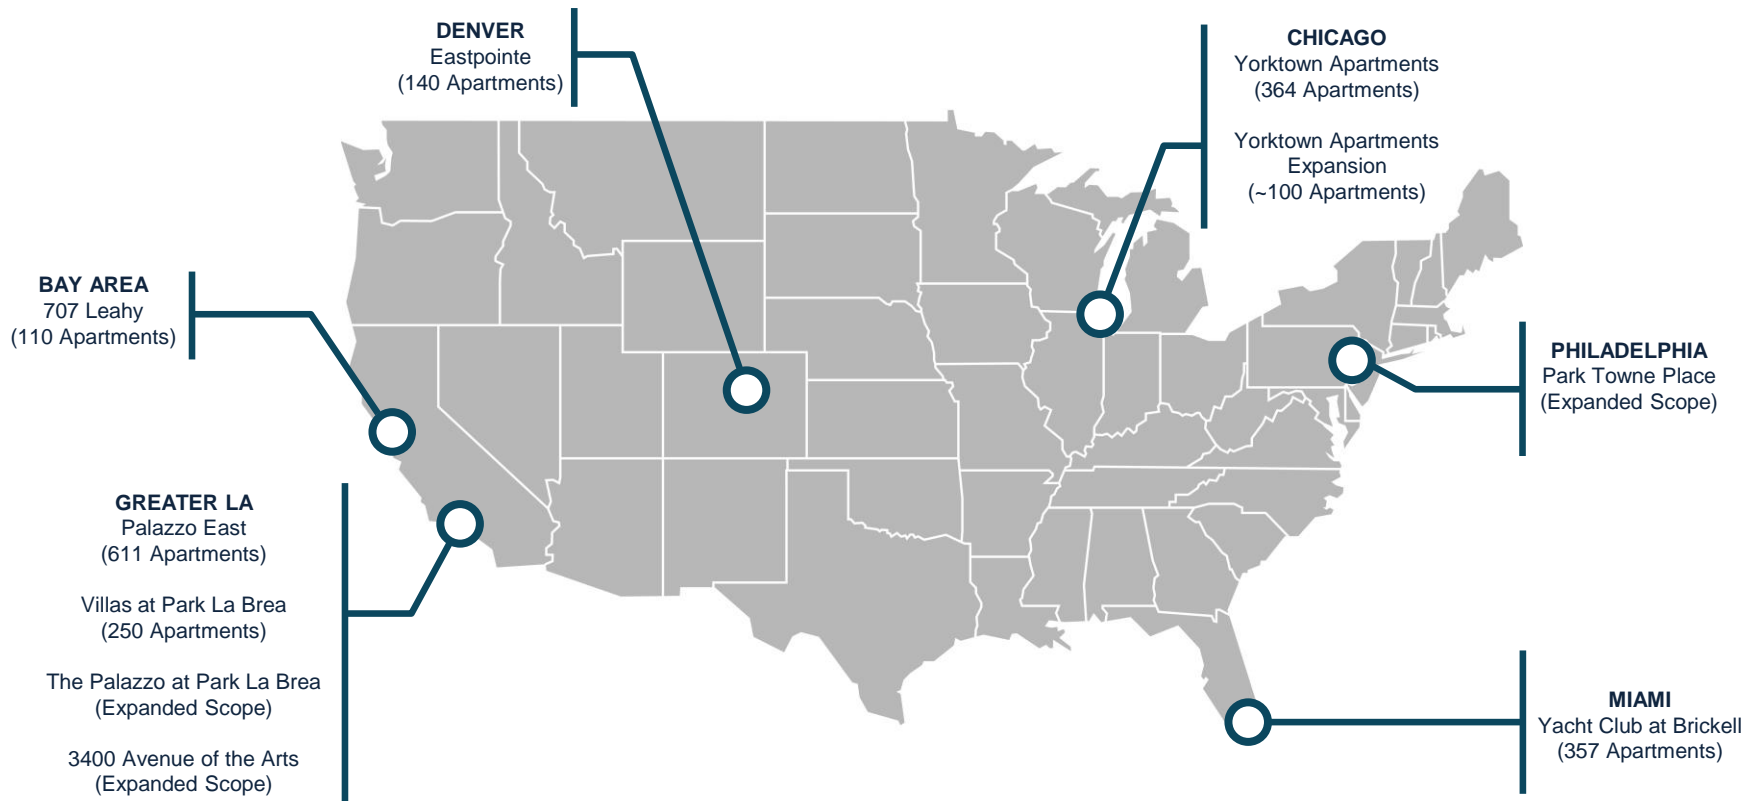 DENVER
Eastpointe
(140 Apartments)
CHICAGO
Yorktown Apartments
(364 Apartments)
Yorktown Apartments
Expansion
(~100 Apartments)
BAY AREA
707 Leahy
(110 Apartments)
PHILADELPHIA
Park Towne Place
(Expanded Scope)
GREATER LA
Palazzo East
(611 Apartments)
Villas at Park La Brea
(250 Apartments)
The Palazzo at Park La Brea
(Expanded Scope)
3400 Avenue of the Arts
(Expanded Scope)
MIAMI
Yacht Club at Brickell
(357 Apartments)